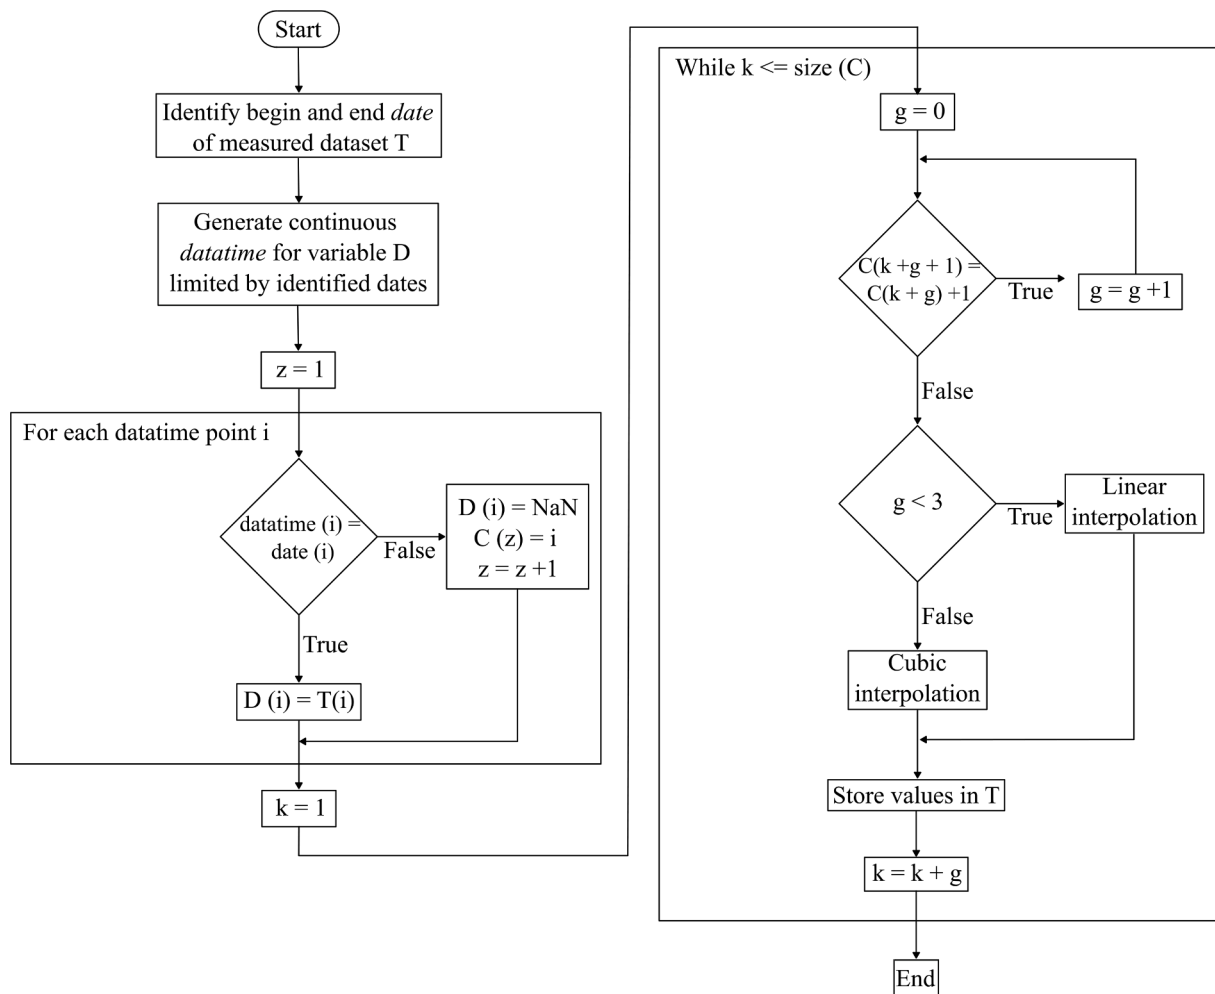 Start
Identify begin and end date
of measured dataset T
Generate continuous
datatime for variable D
limited by identified dates
z = 1
For each datatime point i
datatime (i) =
date (i)
False
D (i) = NaN
C (z) = i
z = z +1
True
D (i) = T(i)
k = 1
While k <= size (C)
g = 0
C(k +g + 1) =
C(k + g) +1
True
g = g +1
False
g < 3
True
Linear
interpolation
False
Cubic
interpolation
Store values in T
k = k + g
End